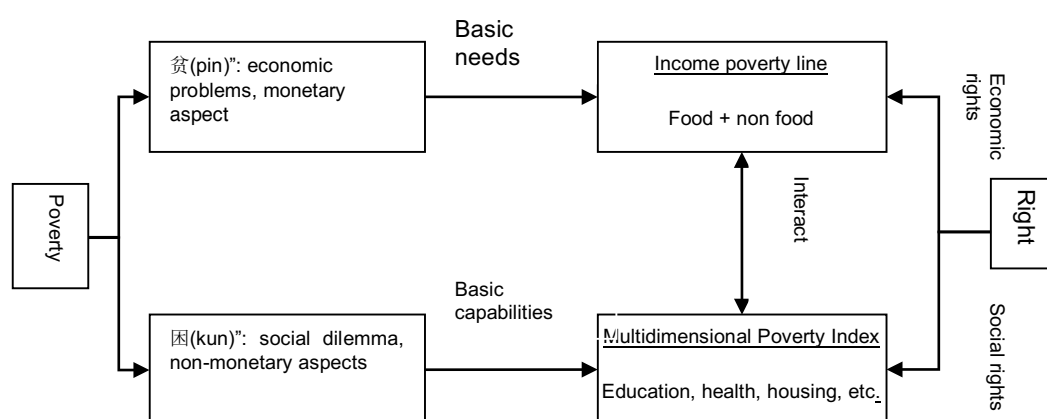 Poverty
贫(pin)”: economic
problems, monetary
aspect
困(kun)”: social dilemma,
non-monetary aspects
Basic
needs
Basic
capabilities
Income poverty line
Food + non food
Interact
Multidimensional Poverty Index
Education, health, housing, etc.
Economic
rights
Social rights
Right